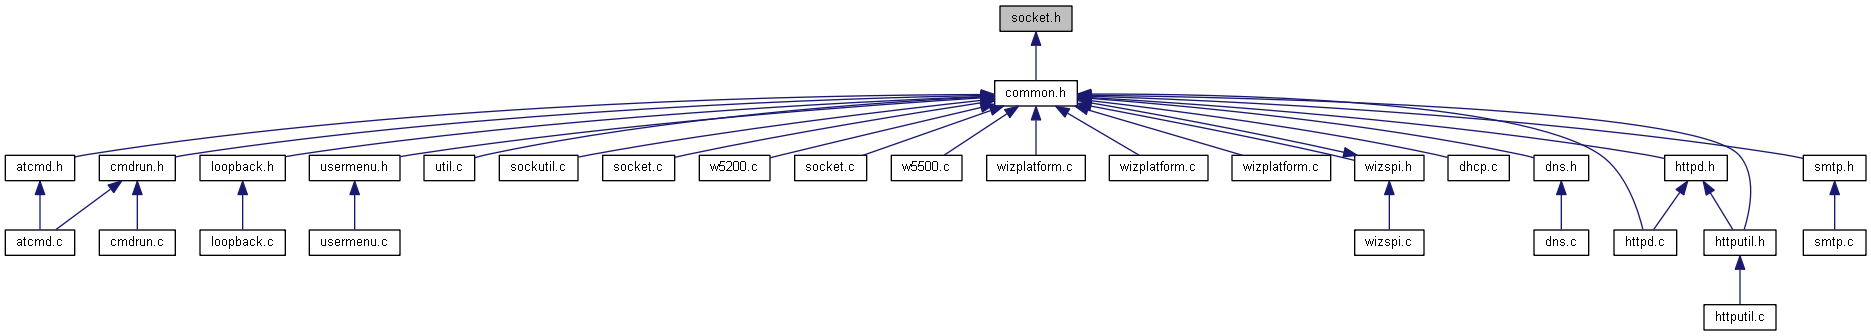 socket.h
common.h
atcmd.h
cmdrun.h
loopback.h
usermenu.h
util.c
sockutil.c
socket.c
w5200.c
socket.c
w5500.c
wizplatform.c
wizplatform.c
wizplatform.c
wizspi.h
dhcp.c
dns.h
httpd.h
smtp.h
atcmd.c
cmdrun.c
loopback.c
usermenu.c
wizspi.c
dns.c
httpd.c
httputil.h
smtp.c
httputil.c